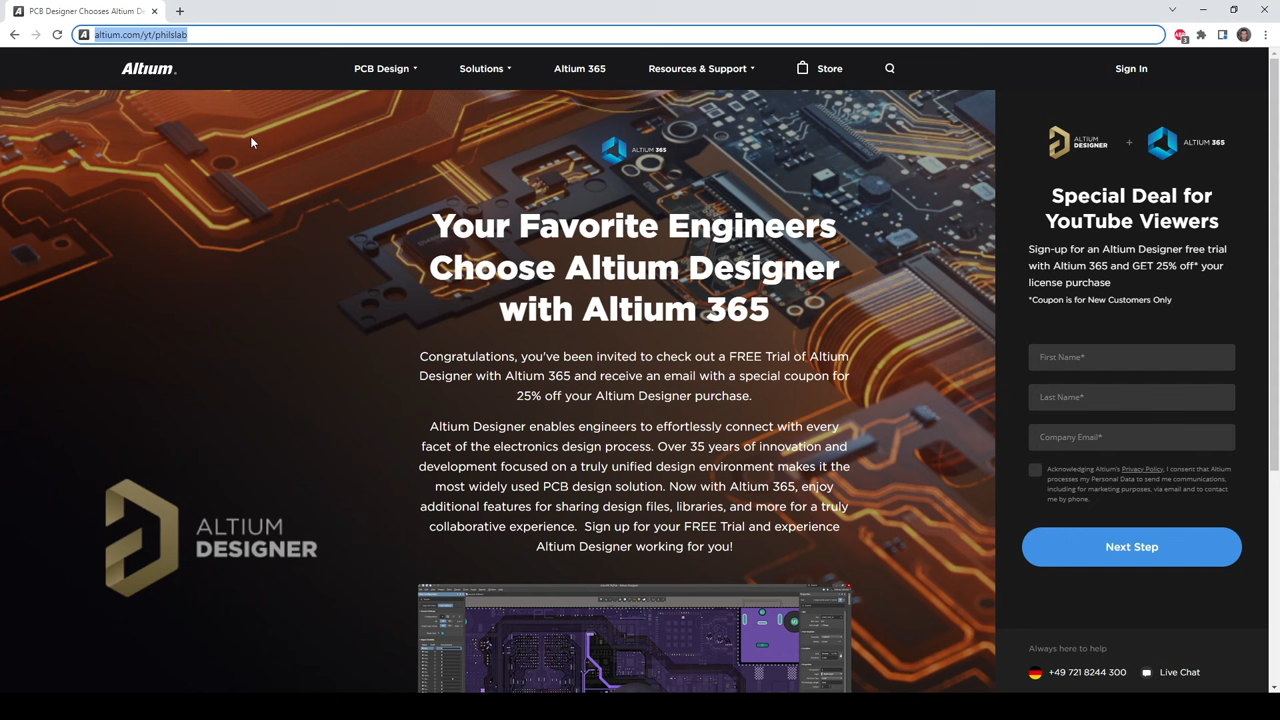 PCB Designer Chooses Altium De
altium.com/yt/philslab
3
Altium
PCB Design
Solutions
Altium 365
Resources & Support
Store
Sign In
ALTIUM 365
Your Favorite Engineers
Choose Altium Designer
with Altium 365
Congratulations, you've been invited to check out a FREE Trial of Altium
Designer with Altium 365 and receive an email with a special coupon for
25% off your Altium Designer purchase.
Altium Designer enables engineers to effortlessly connect with every
facet of the electronics design process. Over 35 years of innovation and
development focused on a truly unified design environment makes it the
most widely used PCB design solution. Now with Altium 365, enjoy
additional features for sharing design files, libraries, and more for a truly
collaborative experience. Sign up for your FREE Trial and experience
Altium Designer working for you!
ALTIUM
DESIGNER
ALTIUM
DESIGNER
+
ALTIUM 365
Special Deal for
YouTube Viewers
Sign-up for an Altium Designer free trial
with Altium 365 and GET 25% off* your
license purchase
*Coupon is for New Customers Only
First Name*
Last Name*
Company Email*
Acknowledging Altium's Privacy Policy, I consent that Altium
processes my Personal Data to send me communications,
including for marketing purposes, via email and to contact
me by phone.
Next Step
Always here to help
+49 721 8244 300
Live Chat